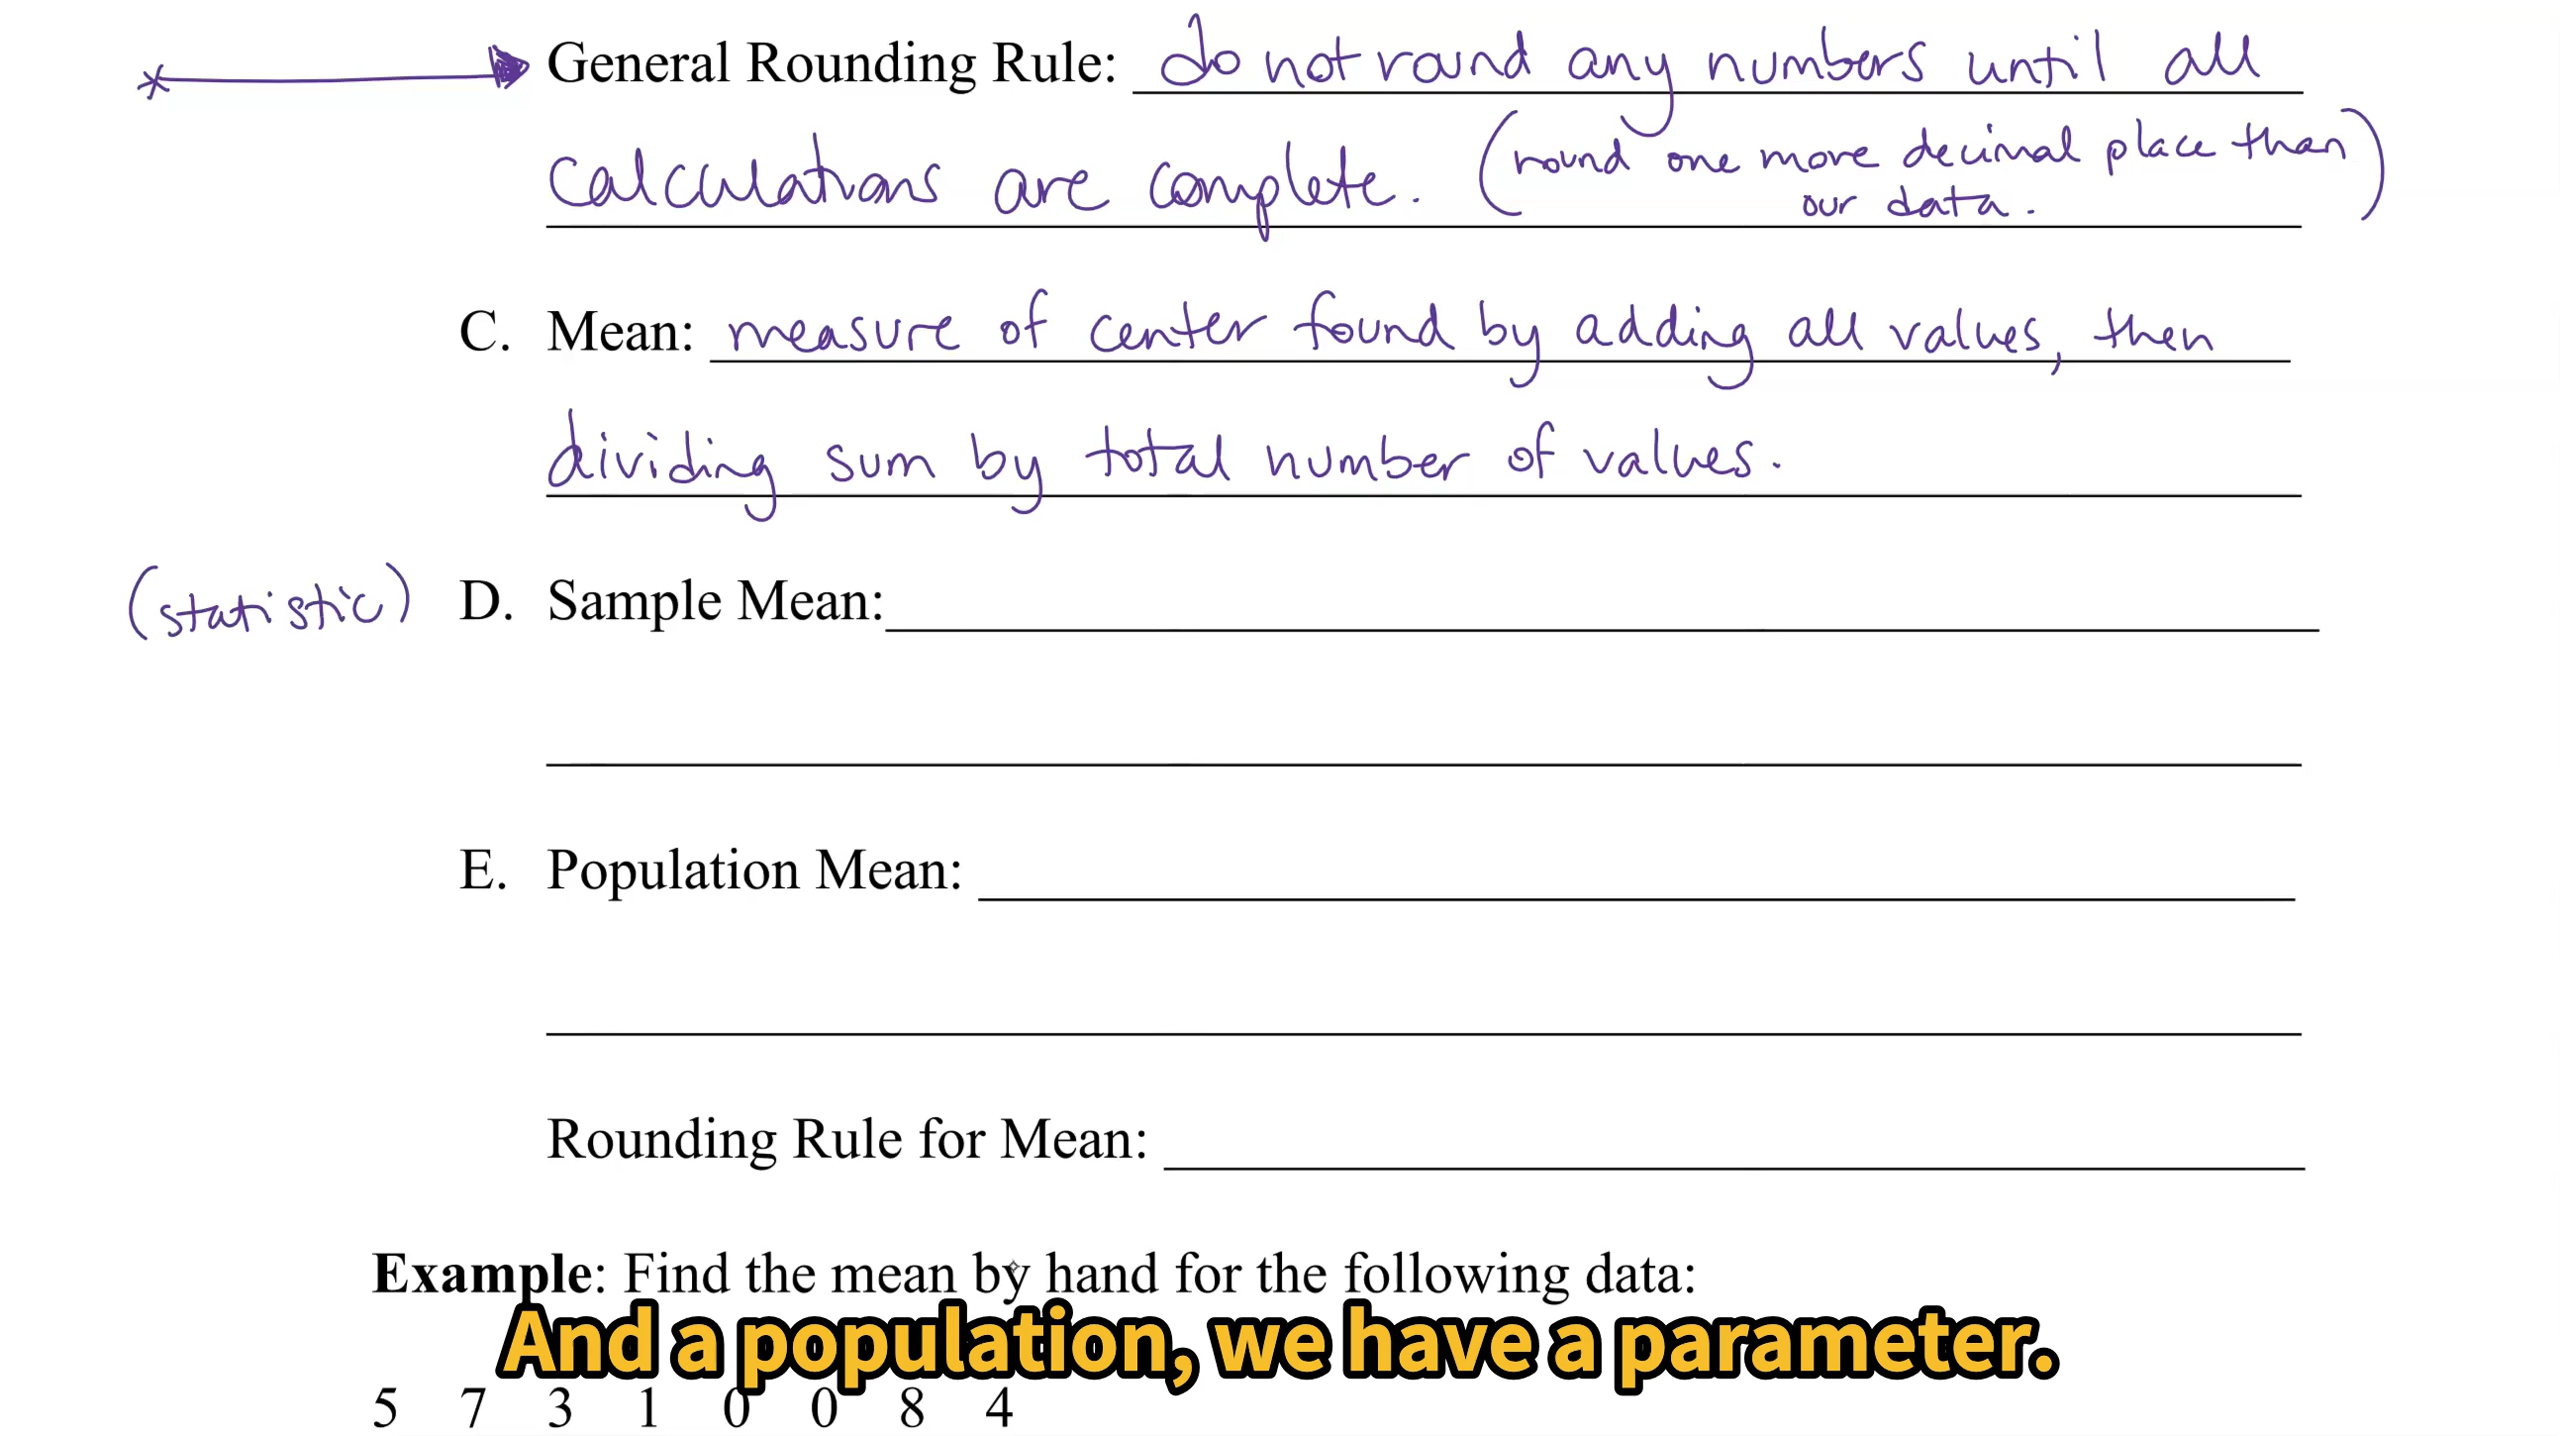 General Rounding Rule: do not round any numbers until all
calculations are complete. (round one more decimal place than
our data.)
C. Mean: measure of center found by adding all values, then
dividing sum by total number of values.
(statistic) D. Sample Mean:
E. Population Mean:
Rounding Rule for Mean:
Example: Find the mean by hand for the following data:
And a population, we have a parameter.
5 7 3 1 0 0 8 4